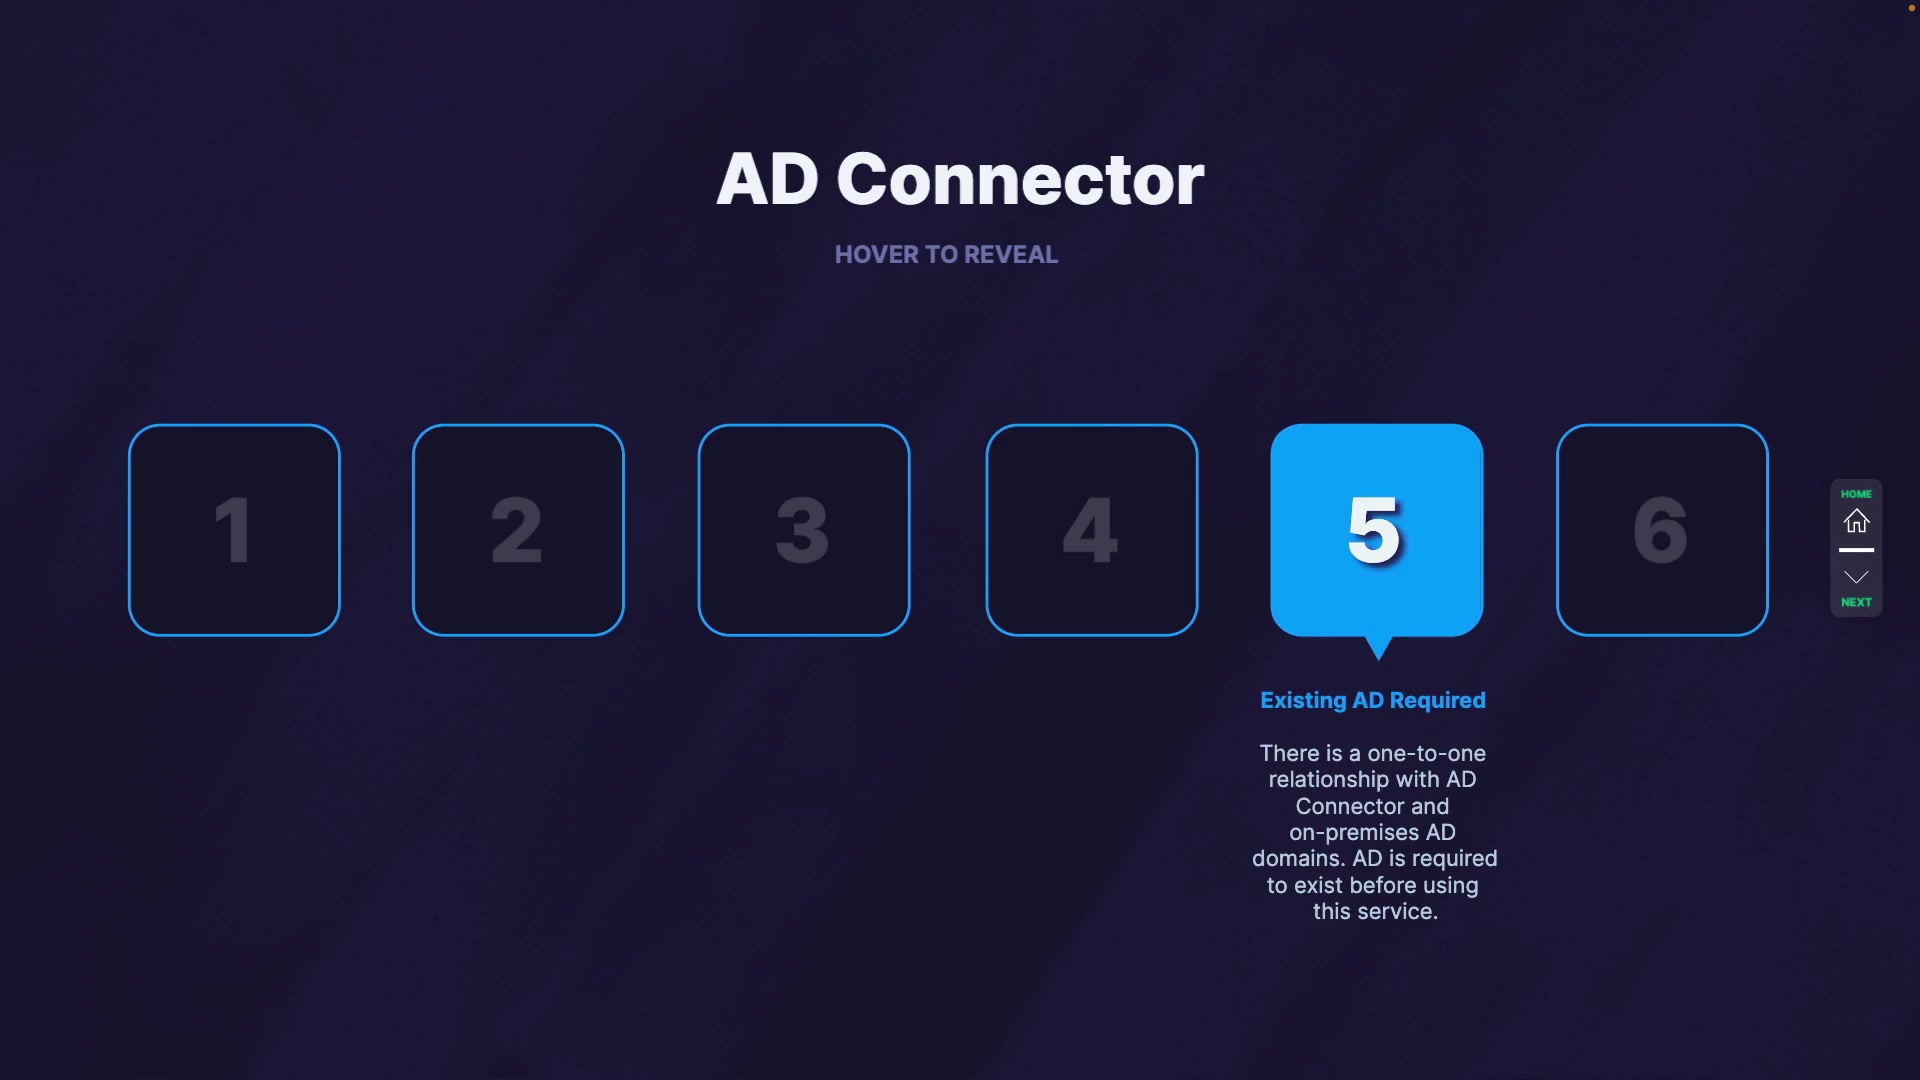 AD Connector
HOVER TO REVEAL
1
2
3
4
5
6
HOME
NEXT
Existing AD Required
There is a one-to-one
relationship with AD
Connector and
on-premises AD
domains. AD is required
to exist before using
this service.